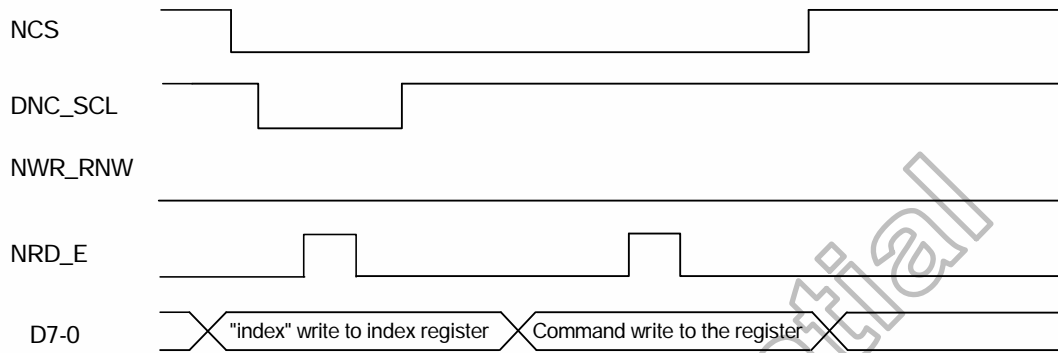 NCS
DNC_SCL
NWR_RNW
NRD_E
D7-0 "index" write to index register Command write to the register